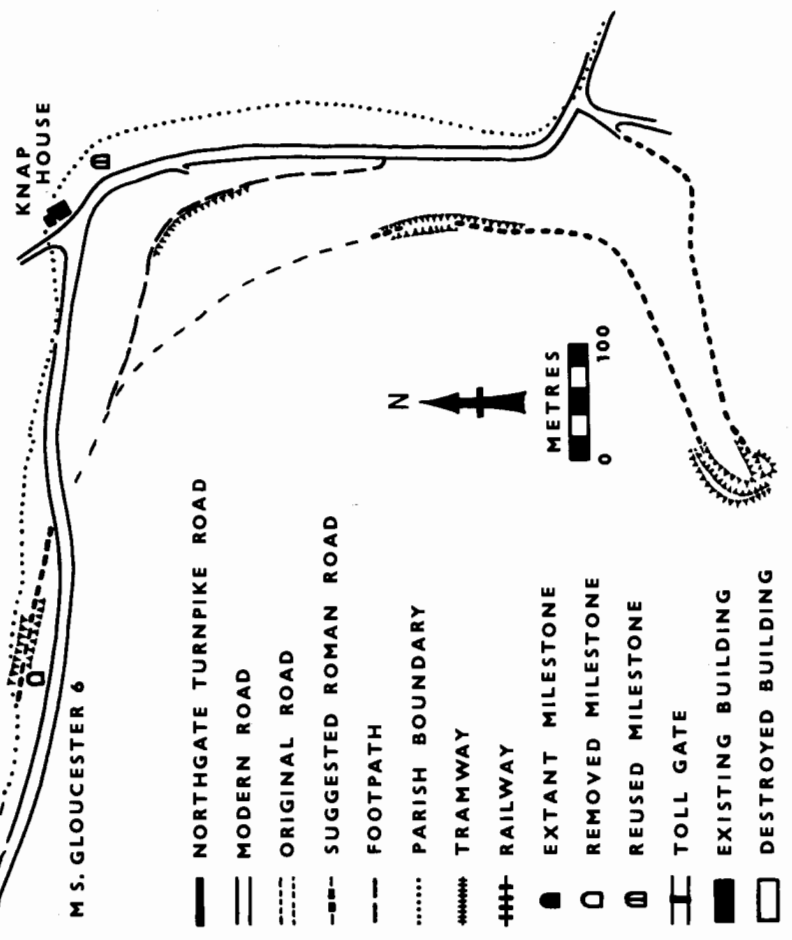 KNAP
HOUSE
N
METRES
0 100
M S. GLOUCESTER 6
NORTHGATE TURNPIKE ROAD
MODERN ROAD
ORIGINAL ROAD
SUGGESTED ROMAN ROAD
FOOTPATH
PARISH BOUNDARY
TRAMWAY
RAILWAY
EXTANT MILESTONE
REMOVED MILESTONE
REUSED MILESTONE
TOLL GATE
EXISTING BUILDING
DESTROYED BUILDING